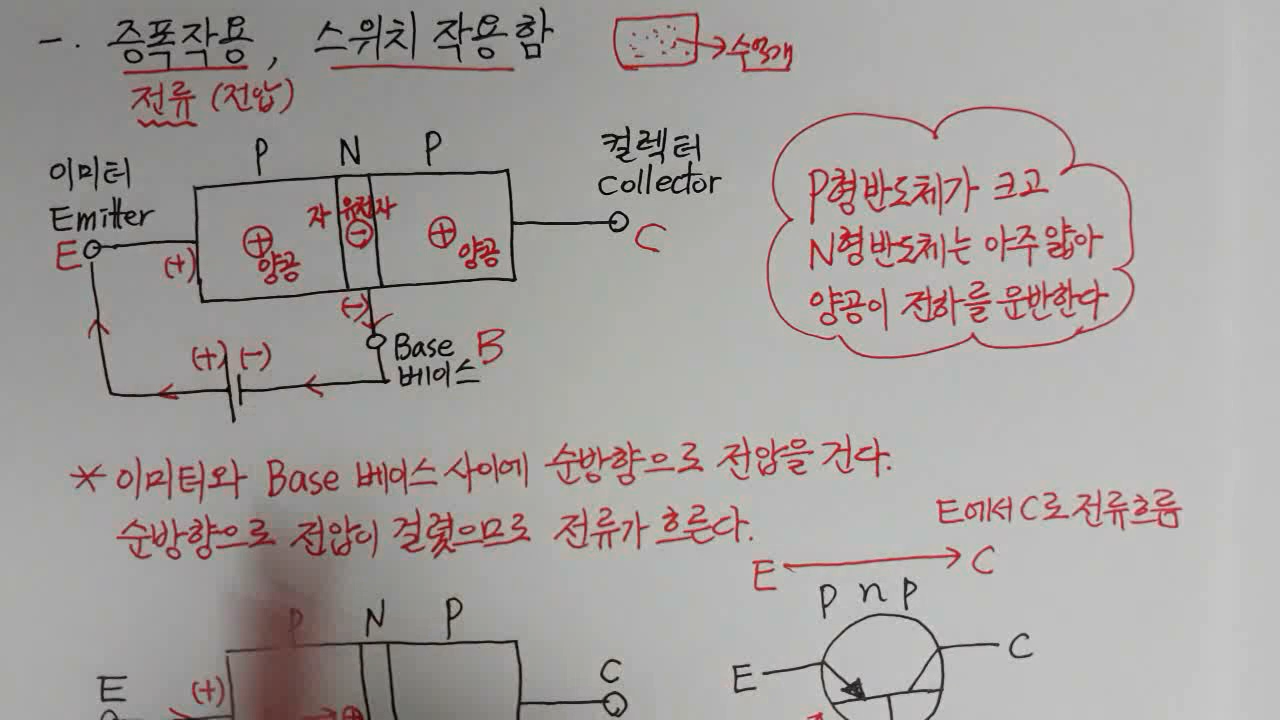 一. 증폭작용, 스위치 작용함
수억개
전류 (전압)
P N P
이미터
Emitter
E
컬렉터
Collector
C
자 유전자
(+)
⊕
양공
⊖
⊕
양공
(-)
Base B
베이스
(+) (-)
P형반도체가 크고
N형반도체는 아주얇아
양공이 전하를 운반한다
* 이미터와 Base 베이스사이에 순방향으로 전압을 건다.
순방향으로 전압이 걸렸으므로 전류가 흐른다.
E에서 C로 전류흐름
E → C
P n P
E
C
P N P
E
(+)
C
⊕